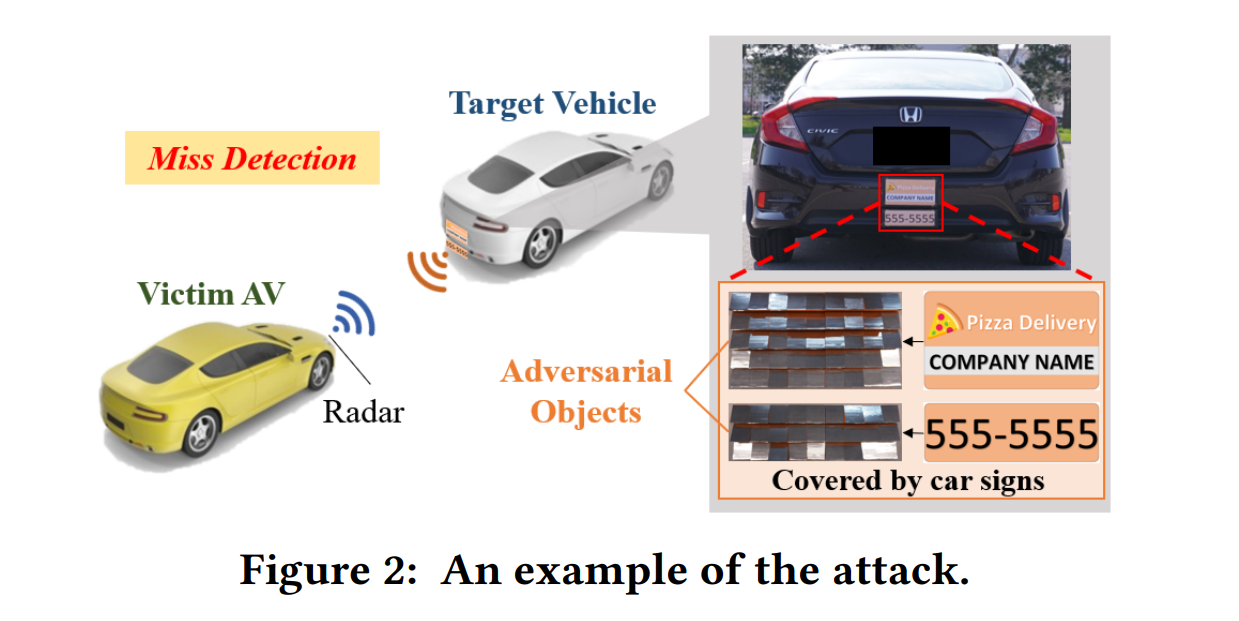 Target Vehicle
Miss Detection
CIVIC
Pizza Delivery
COMPANY NAME
555-5555
Victim AV
Radar
Adversarial
Objects
Pizza Delivery
COMPANY NAME
555-5555
Covered by car signs
Figure 2: An example of the attack.